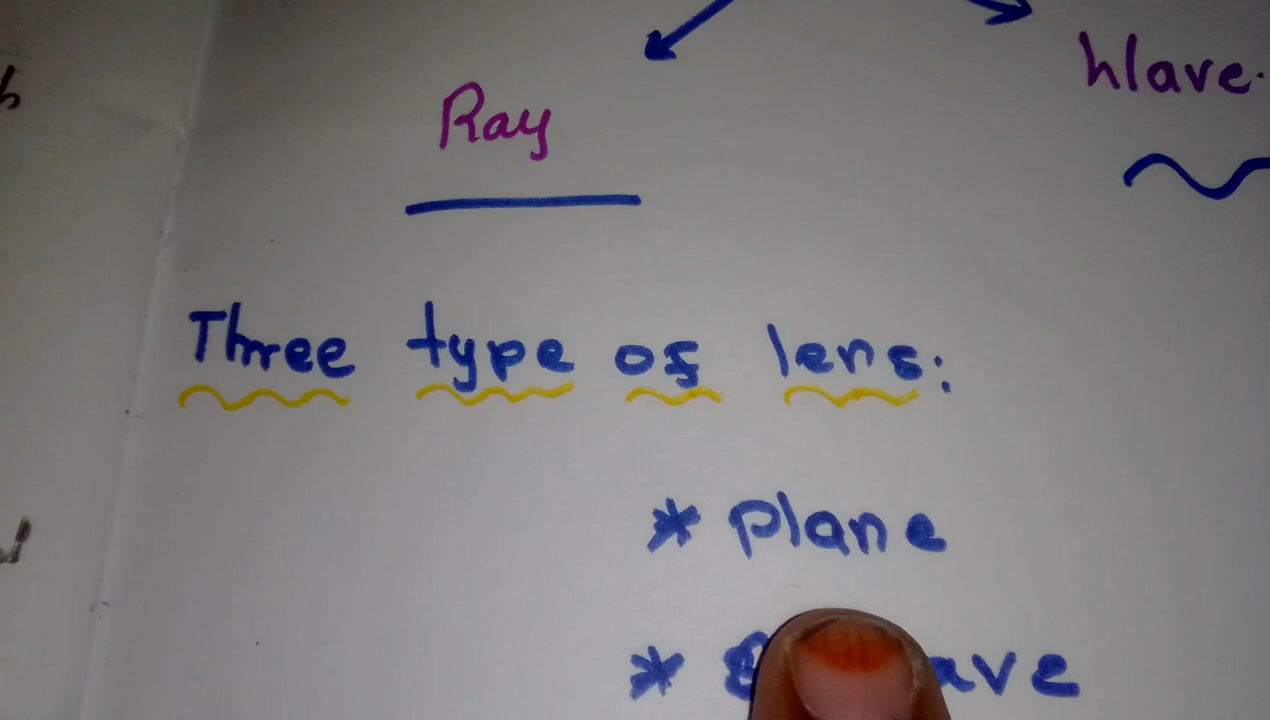 hlave.
Ray
Three type of lens:
* plane
*